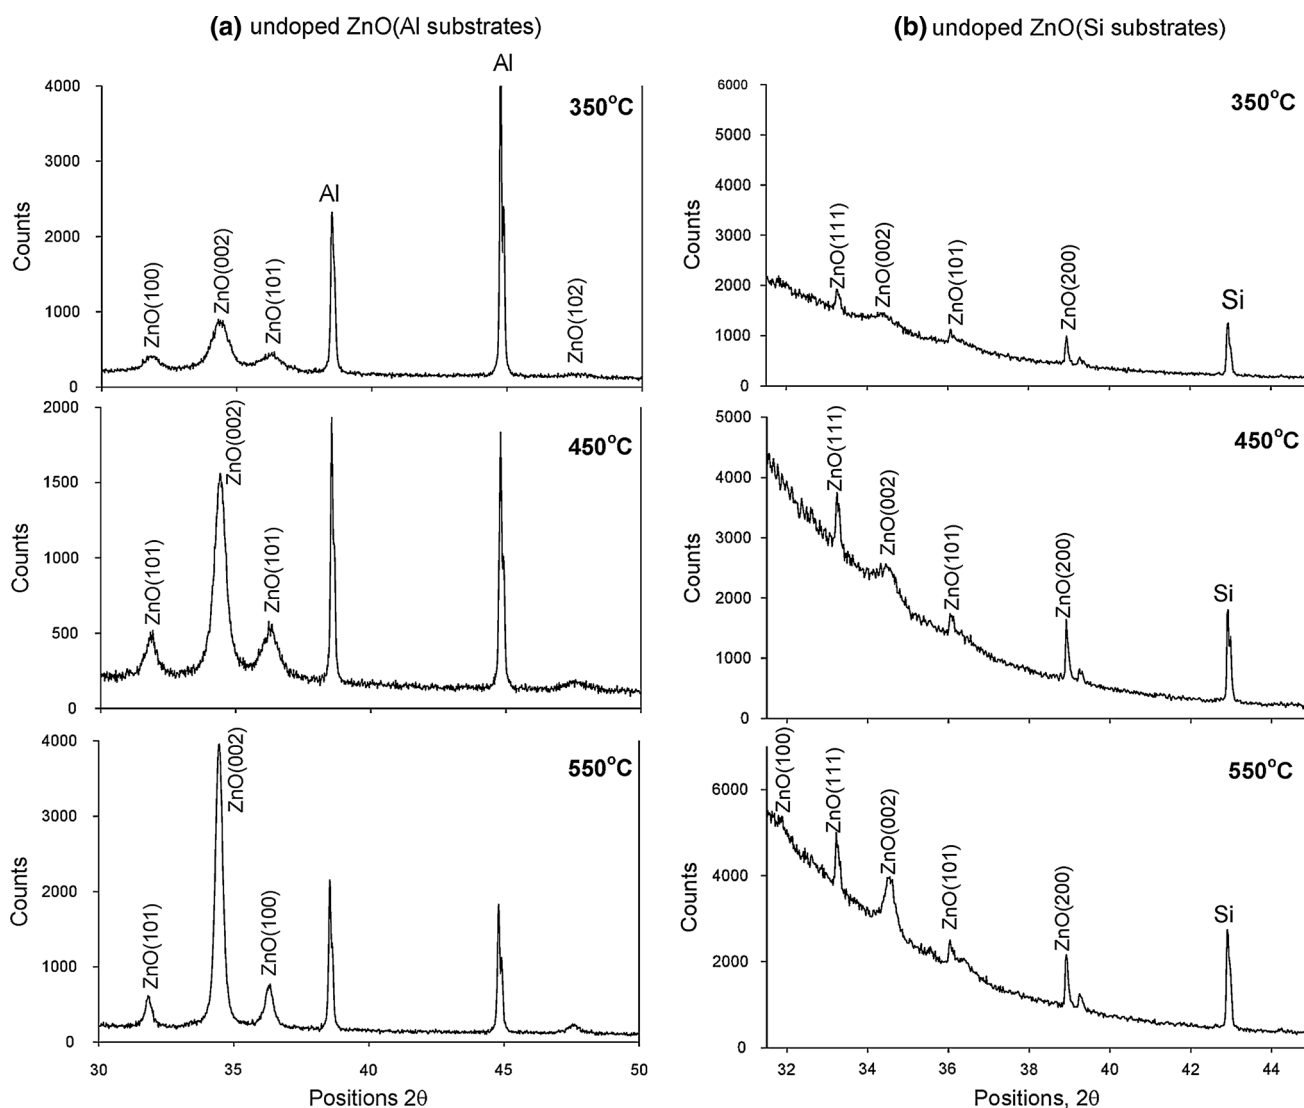 (a) undoped ZnO(Al substrates)
Al
Al
350°C
4000
3000
2000
1000
0
Counts
ZnO(100)
ZnO(002)
ZnO(101)
ZnO(102)
450°C
2000
1500
1000
500
0
Counts
ZnO(101)
ZnO(002)
ZnO(101)
550°C
4000
3000
2000
1000
0
Counts
ZnO(101)
ZnO(002)
ZnO(100)
30 35 40 45 50
Positions 2θ
(b) undoped ZnO(Si substrates)
350°C
6000
5000
4000
3000
2000
1000
0
Counts
ZnO(111)
ZnO(002)
ZnO(101)
ZnO(200)
Si
450°C
5000
4000
3000
2000
1000
0
Counts
ZnO(111)
ZnO(002)
ZnO(101)
ZnO(200)
Si
550°C
6000
4000
2000
0
Counts
ZnO(100)
ZnO(111)
ZnO(002)
ZnO(101)
ZnO(200)
Si
32 34 36 38 40 42 44
Positions, 2θ